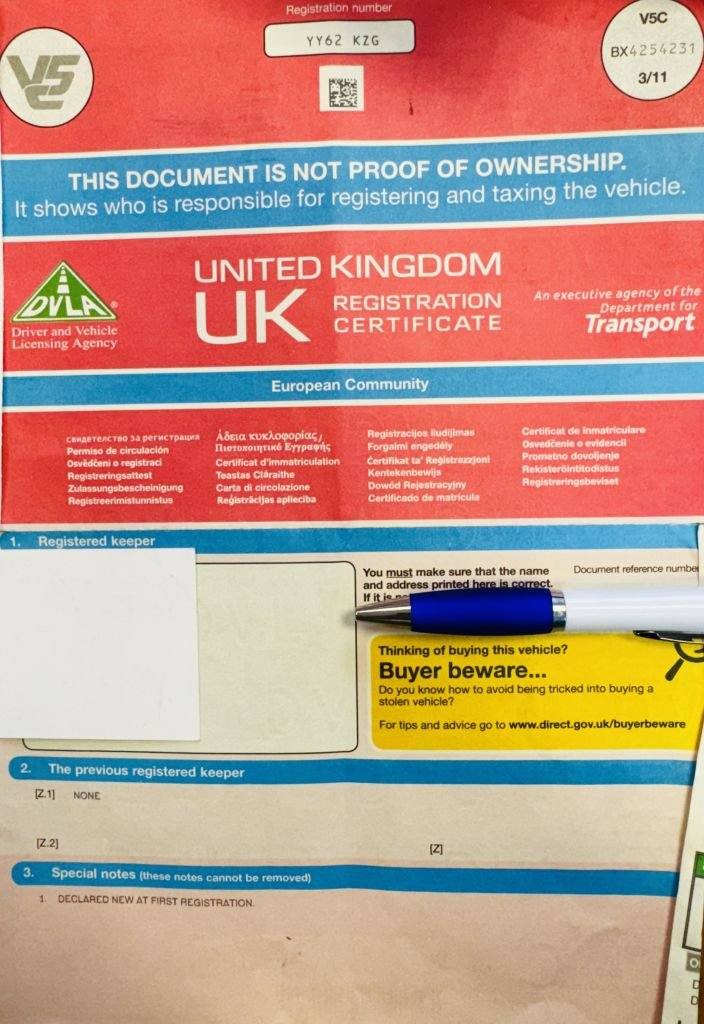 Registration number
YY62 KZG
V5C
V5C
BX4254231
3/11
THIS DOCUMENT IS NOT PROOF OF OWNERSHIP.
It shows who is responsible for registering and taxing the vehicle.
DVLA®
Driver and Vehicle
Licensing Agency
UNITED KINGDOM
UK REGISTRATION
CERTIFICATE
An executive agency of the
Department for
Transport
European Community
свидетелство за регистрация
Permiso de circulación
Osvědčení o registraci
Registreringsattest
Zulassungsbescheinigung
Registreerimistunnistus
Άδεια κυκλοφορίας /
Πιστοποιητικό Εγγραφής
Certificat d'immatriculation
Teastas Cláraithe
Carta di circolazione
Reģistrācijas apliecība
Registracijos liudijimas
Forgalmi engedély
Ċertifikat ta' Reġistrazzjoni
Kentekenbewijs
Dowód Rejestracyjny
Certificado de matrícula
Certificat de înmatriculare
Osvedčenie o evidencii
Prometno dovoljenje
Rekisteröintitodistus
Registreringsbeviset
1. Registered keeper
You must make sure that the name
and address printed here is correct.
If it is
Document reference number
Thinking of buying this vehicle?
Buyer beware...
Do you know how to avoid being tricked into buying a
stolen vehicle?
For tips and advice go to www.direct.gov.uk/buyerbeware
2. The previous registered keeper
[Z.1] NONE
[Z.2]
[Z]
3. Special notes (these notes cannot be removed)
1. DECLARED NEW AT FIRST REGISTRATION.